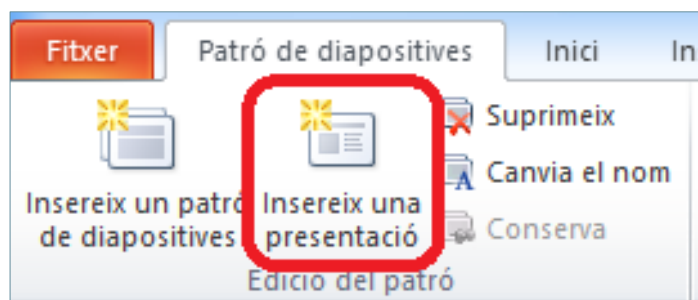 Fitxer Patró de diapositives Inici In
Insereix un patró
de diapositives
Insereix una
presentació
Suprimeix
Canvia el nom
Conserva
Edició del patró